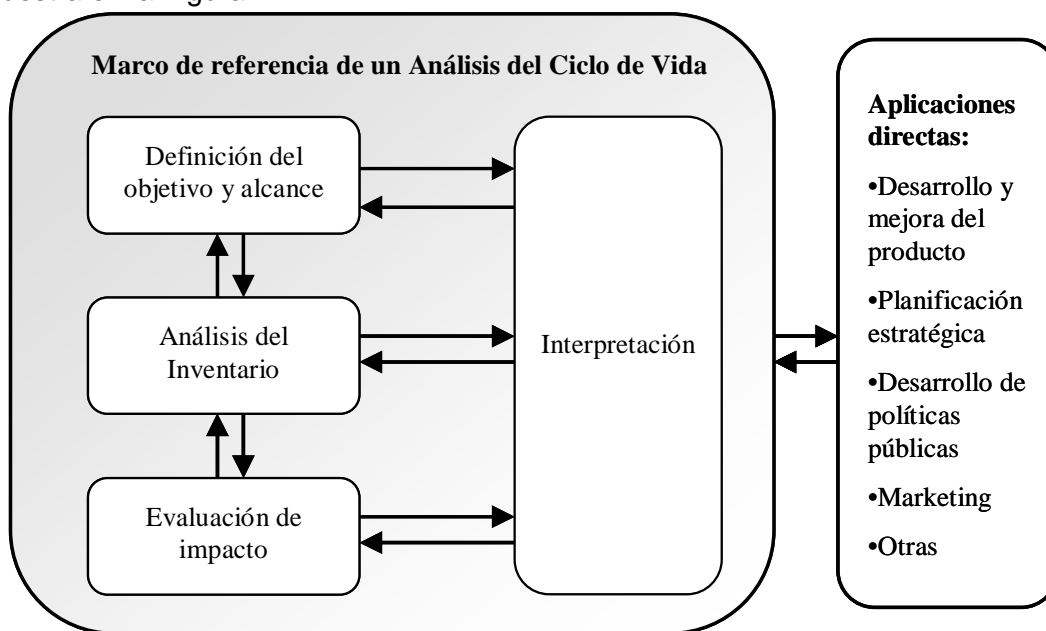 Marco de referencia de un Análisis del Ciclo de Vida
Definición del
objetivo y alcance
Análisis del
Inventario
Evaluación de
impacto
Interpretación
Aplicaciones
directas:
•Desarrollo y
mejora del
producto
•Planificación
estratégica
•Desarrollo de
políticas
públicas
•Marketing
•Otras